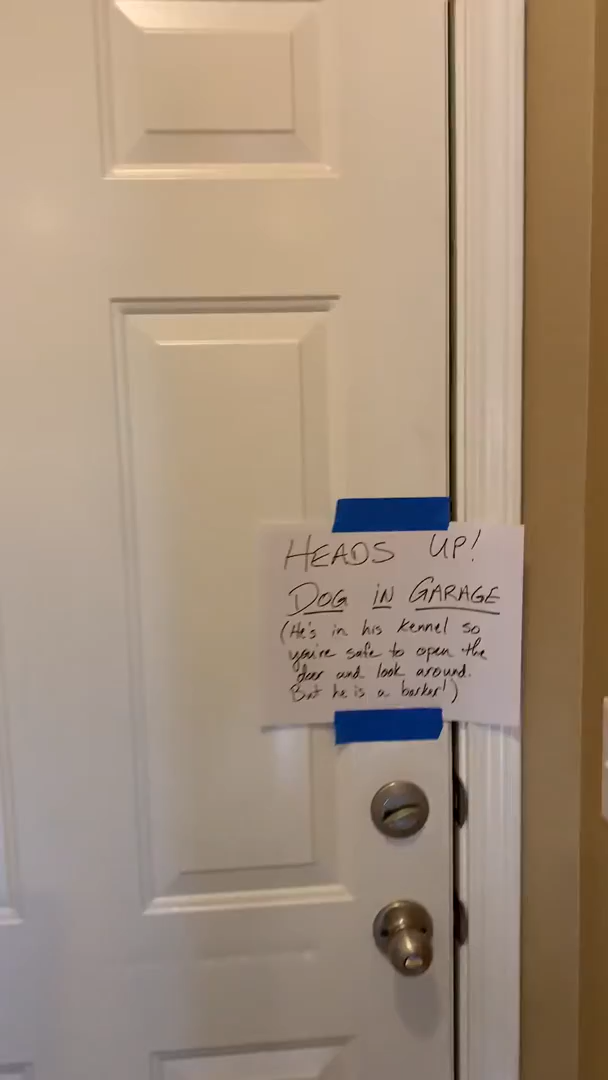 HEADS UP!
DOG IN GARAGE
(He's in his kennel so
you're safe to open the
door and look around.
But he is a barker!)